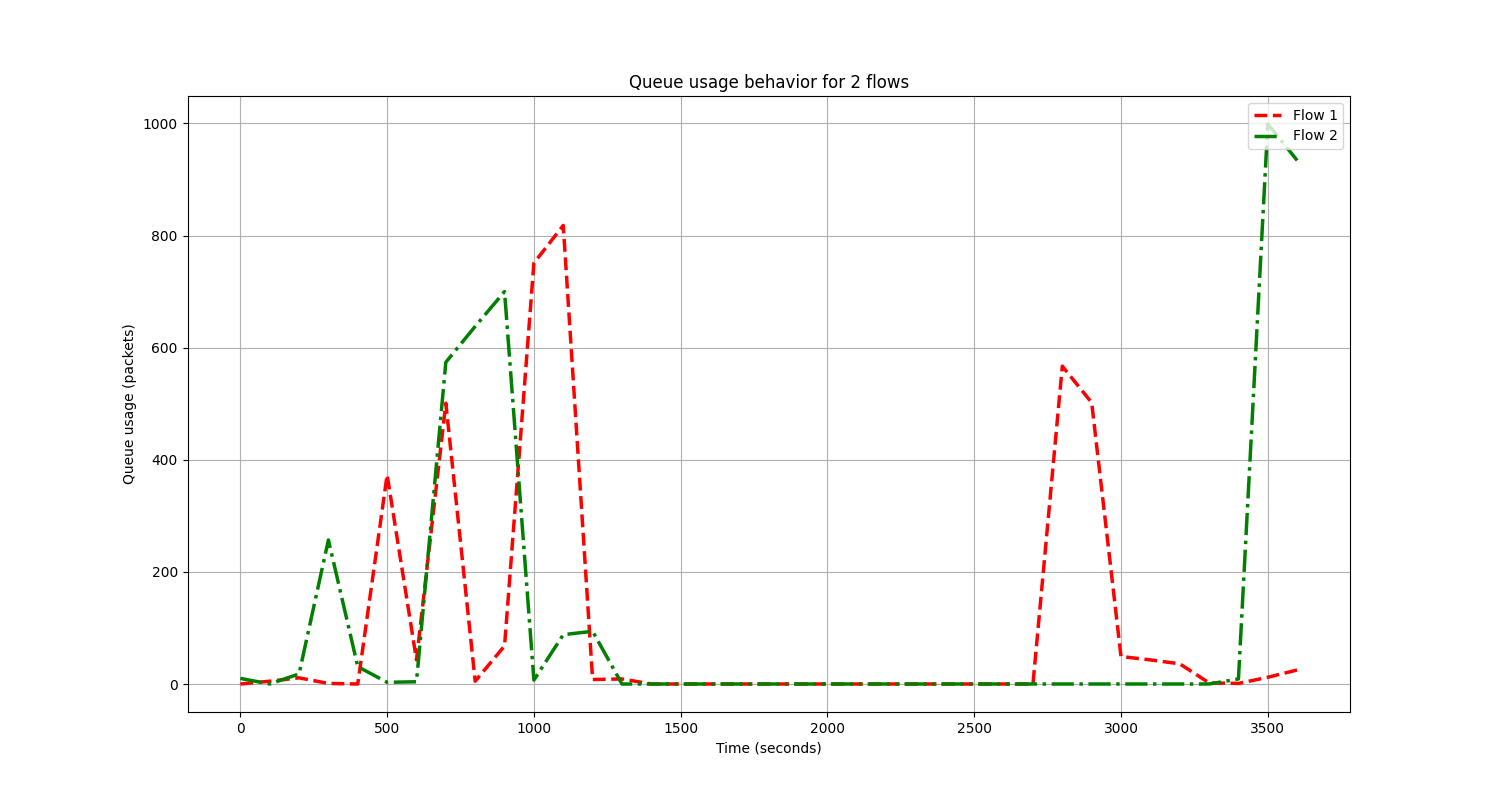 Queue usage behavior for 2 flows
Flow 1
Flow 2
1000
800
600
400
200
0
Queue usage (packets)
0 500 1000 1500 2000 2500 3000 3500
Time (seconds)